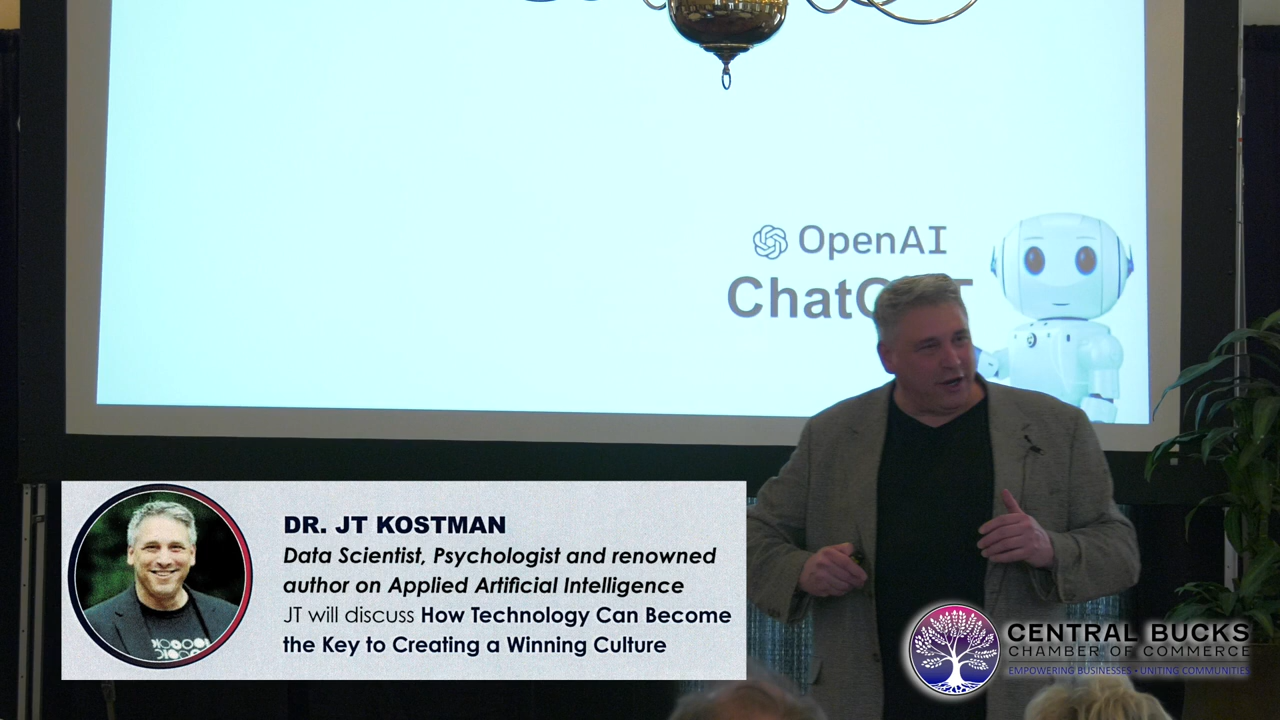 OpenAI
ChatG T
DR. JT KOSTMAN
Data Scientist, Psychologist and renowned
author on Applied Artificial Intelligence
JT will discuss How Technology Can Become
the Key to Creating a Winning Culture
CENTRAL BUCKS
CHAMBER OF COMMERCE
EMPOWERING BUSINESSES • UNITING COMMUNITIES